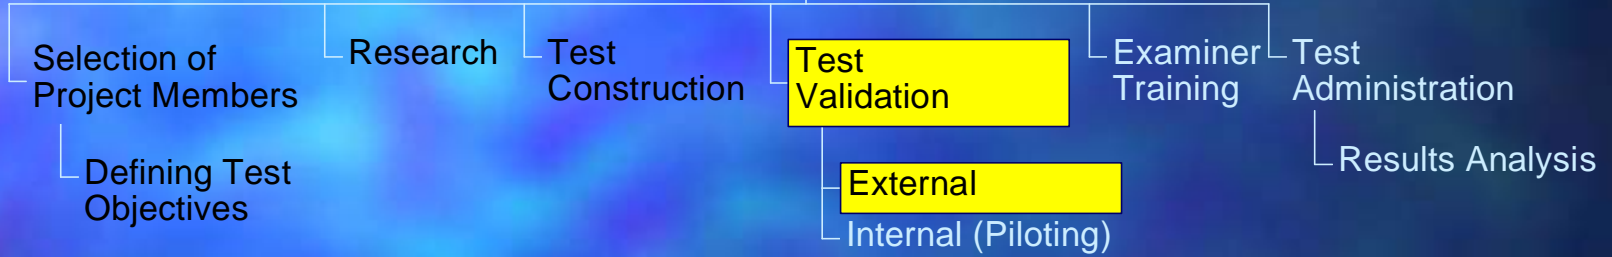 Selection of
Project Members
Defining Test
Objectives
Research
Test
Construction
Test
Validation
External
Internal (Piloting)
Examiner
Training
Test
Administration
Results Analysis